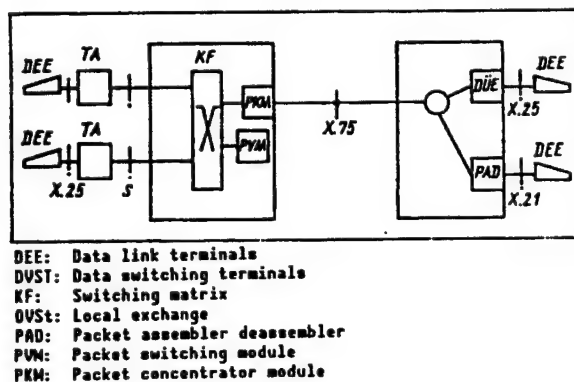 DEE TA KF
DEE TA
X.25 S
PKM
PVM
X.75
DÜE DEE
X.25
PAD DEE
X.21
DEE: Data link terminals
DVST: Data switching terminals
KF: Switching matrix
OVSt: Local exchange
PAD: Packet assembler deassembler
PVM: Packet switching module
PKM: Packet concentrator module